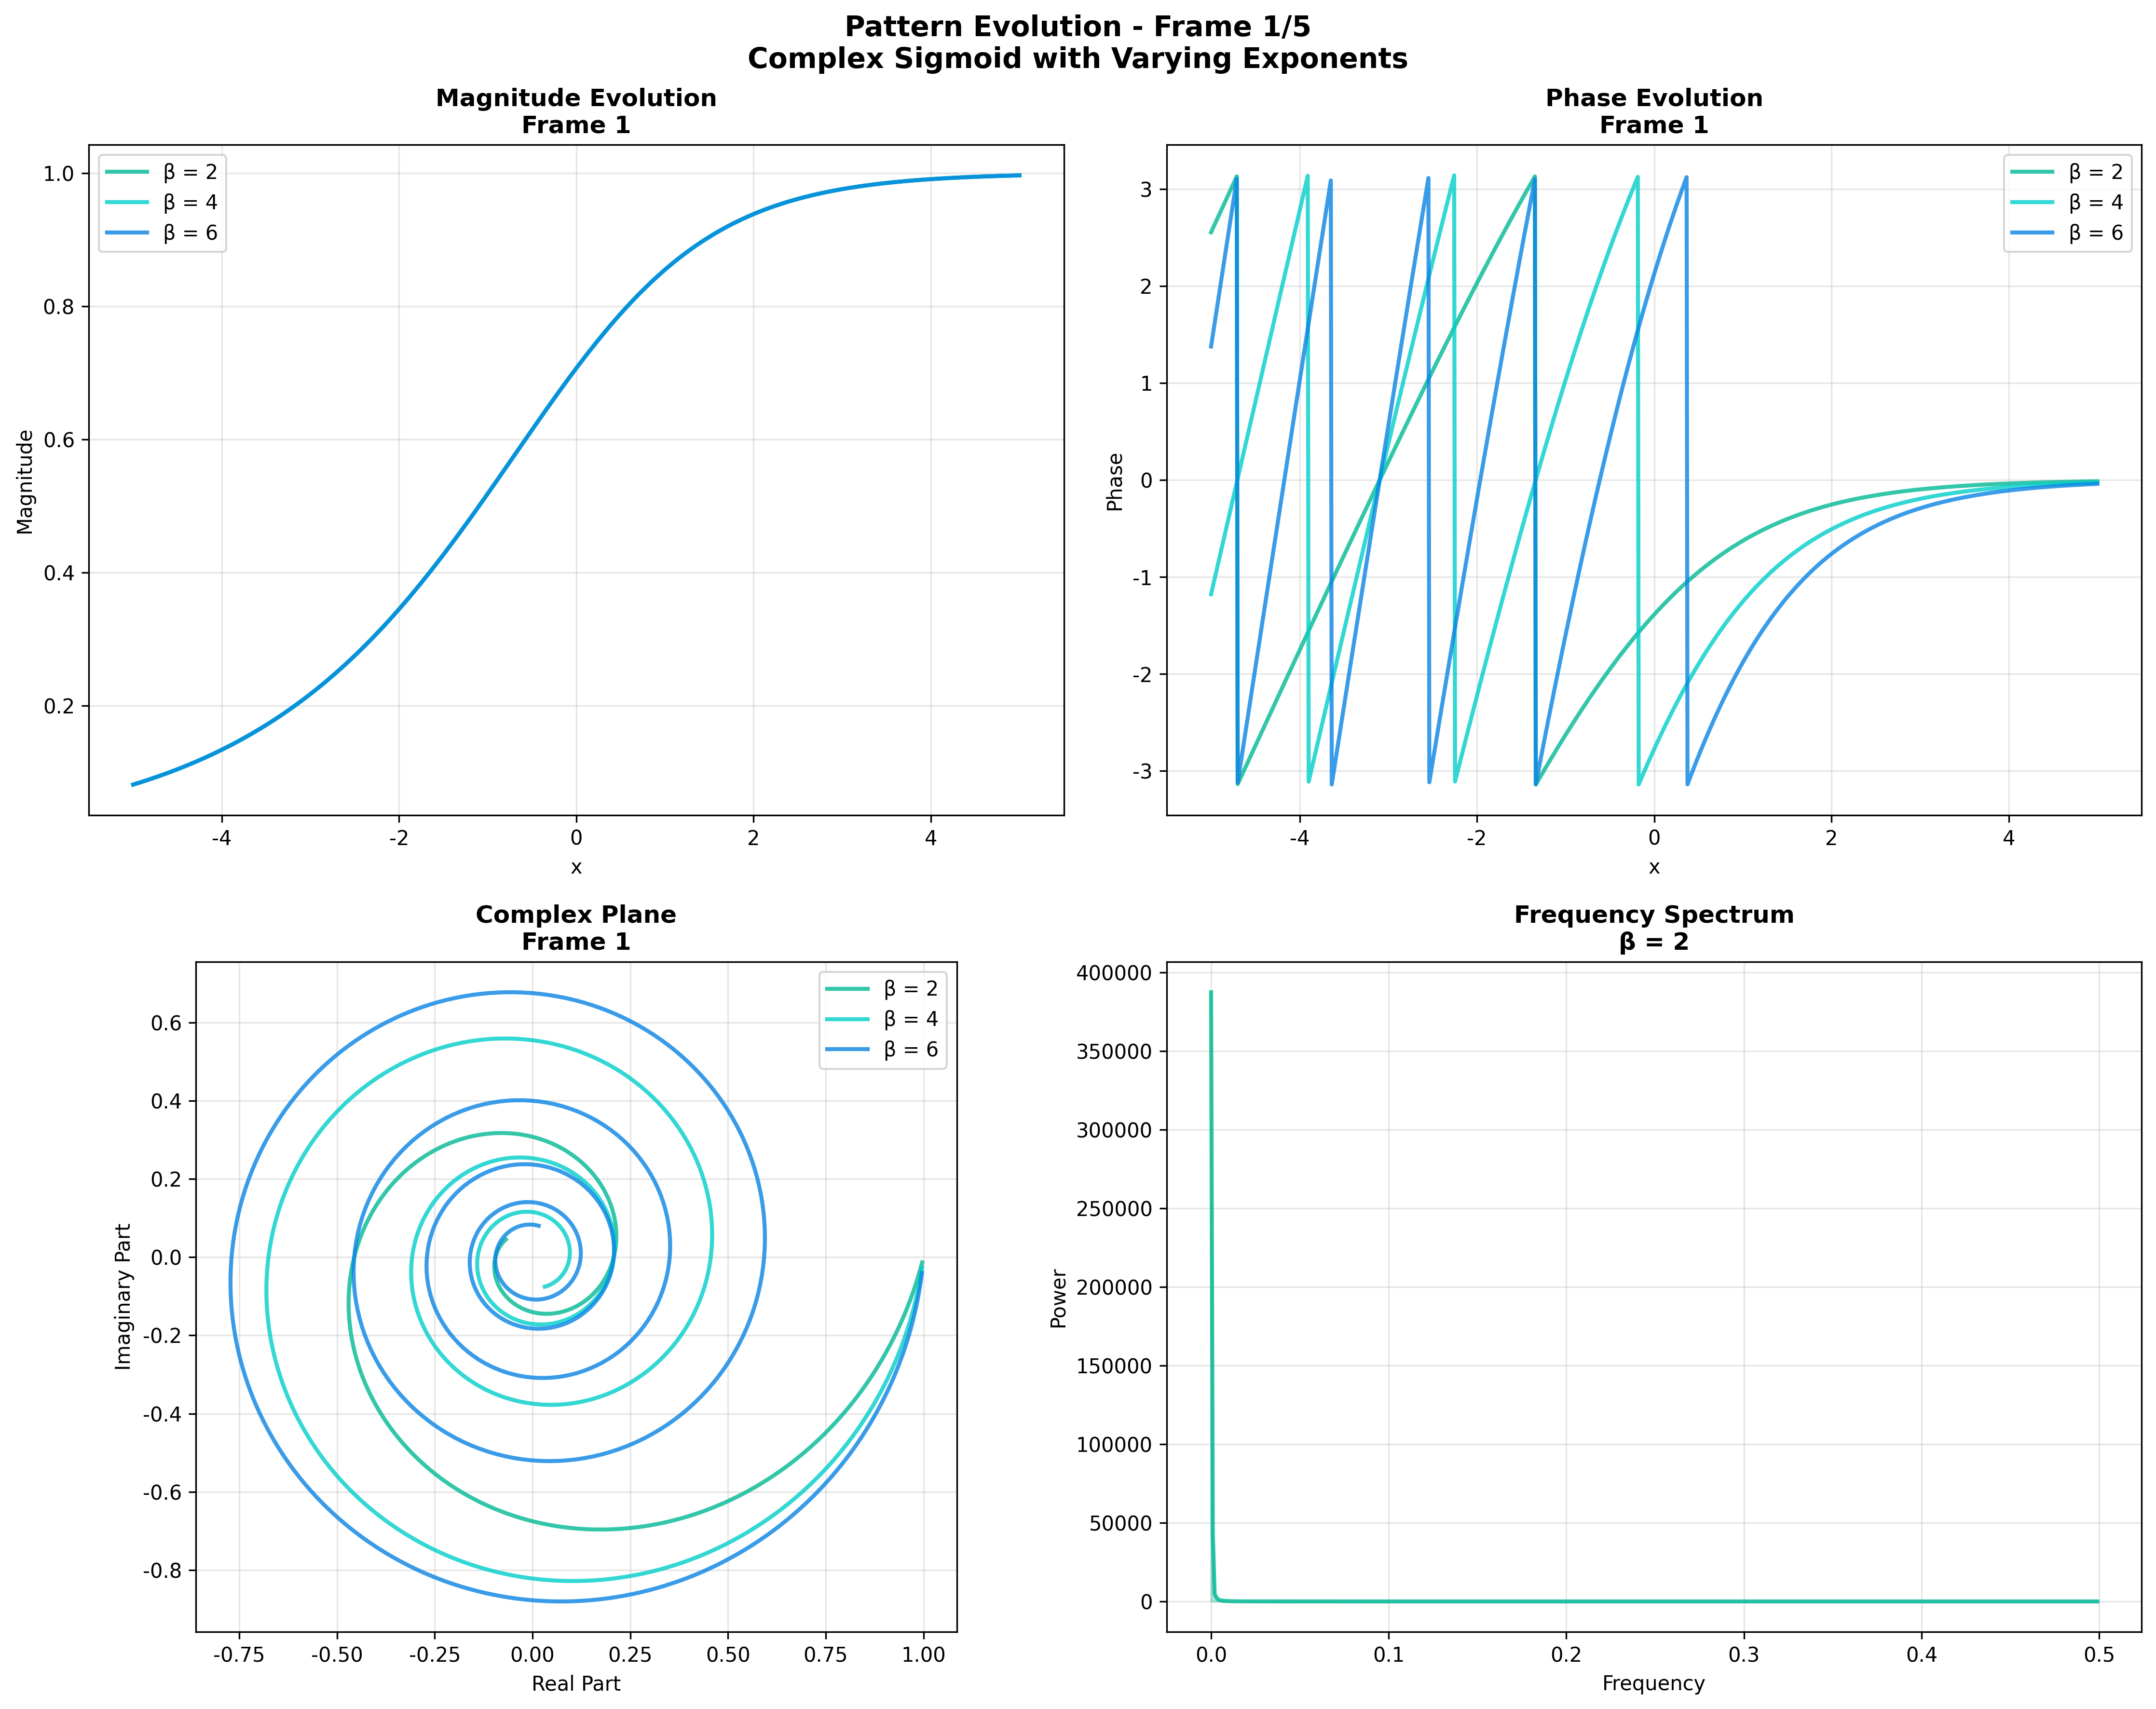 Pattern Evolution - Frame 1/5
Complex Sigmoid with Varying Exponents
Magnitude Evolution
Frame 1
1.0
0.8
0.6
0.4
0.2
Magnitude
β = 2
β = 4
β = 6
-4
-2
0
2
4
x
Phase Evolution
Frame 1
3
2
1
0
-1
-2
-3
Phase
β = 2
β = 4
β = 6
-4
-2
0
2
4
x
Complex Plane
Frame 1
0.6
0.4
0.2
0.0
-0.2
-0.4
-0.6
-0.8
Imaginary Part
β = 2
β = 4
β = 6
-0.75
-0.50
-0.25
0.00
0.25
0.50
0.75
1.00
Real Part
Frequency Spectrum
β = 2
400000
350000
300000
250000
200000
150000
100000
50000
0
Power
0.0
0.1
0.2
0.3
0.4
0.5
Frequency